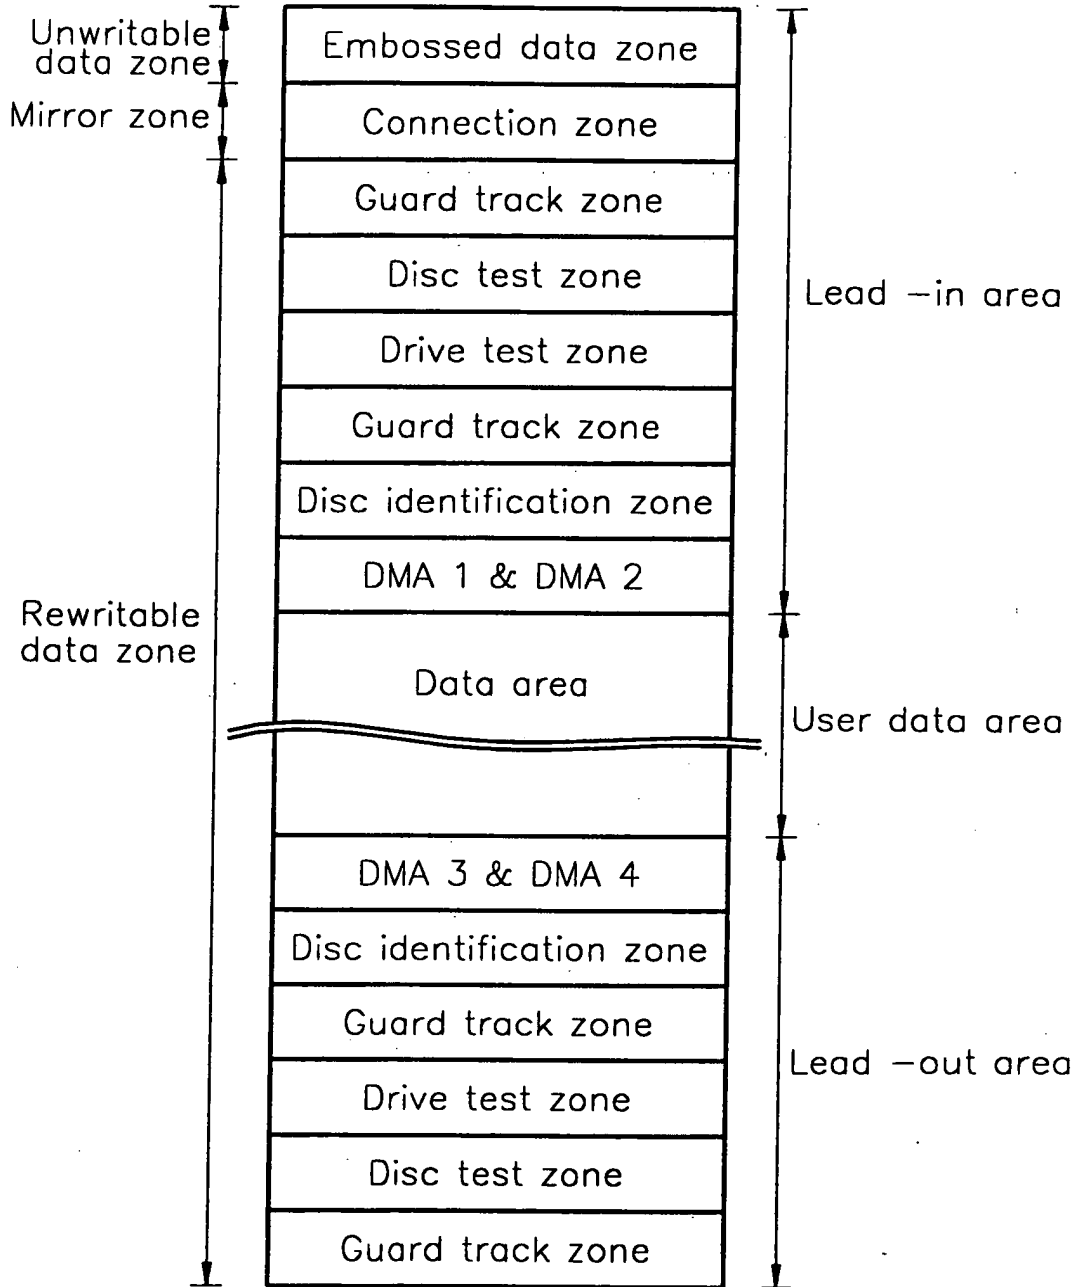 Unwritable
data zone
Embossed data zone
Mirror zone
Connection zone
Guard track zone
Disc test zone
Lead -in area
Drive test zone
Guard track zone
Disc identification zone
DMA 1 & DMA 2
Rewritable
data zone
Data area
User data area
DMA 3 & DMA 4
Disc identification zone
Guard track zone
Lead -out area
Drive test zone
Disc test zone
Guard track zone